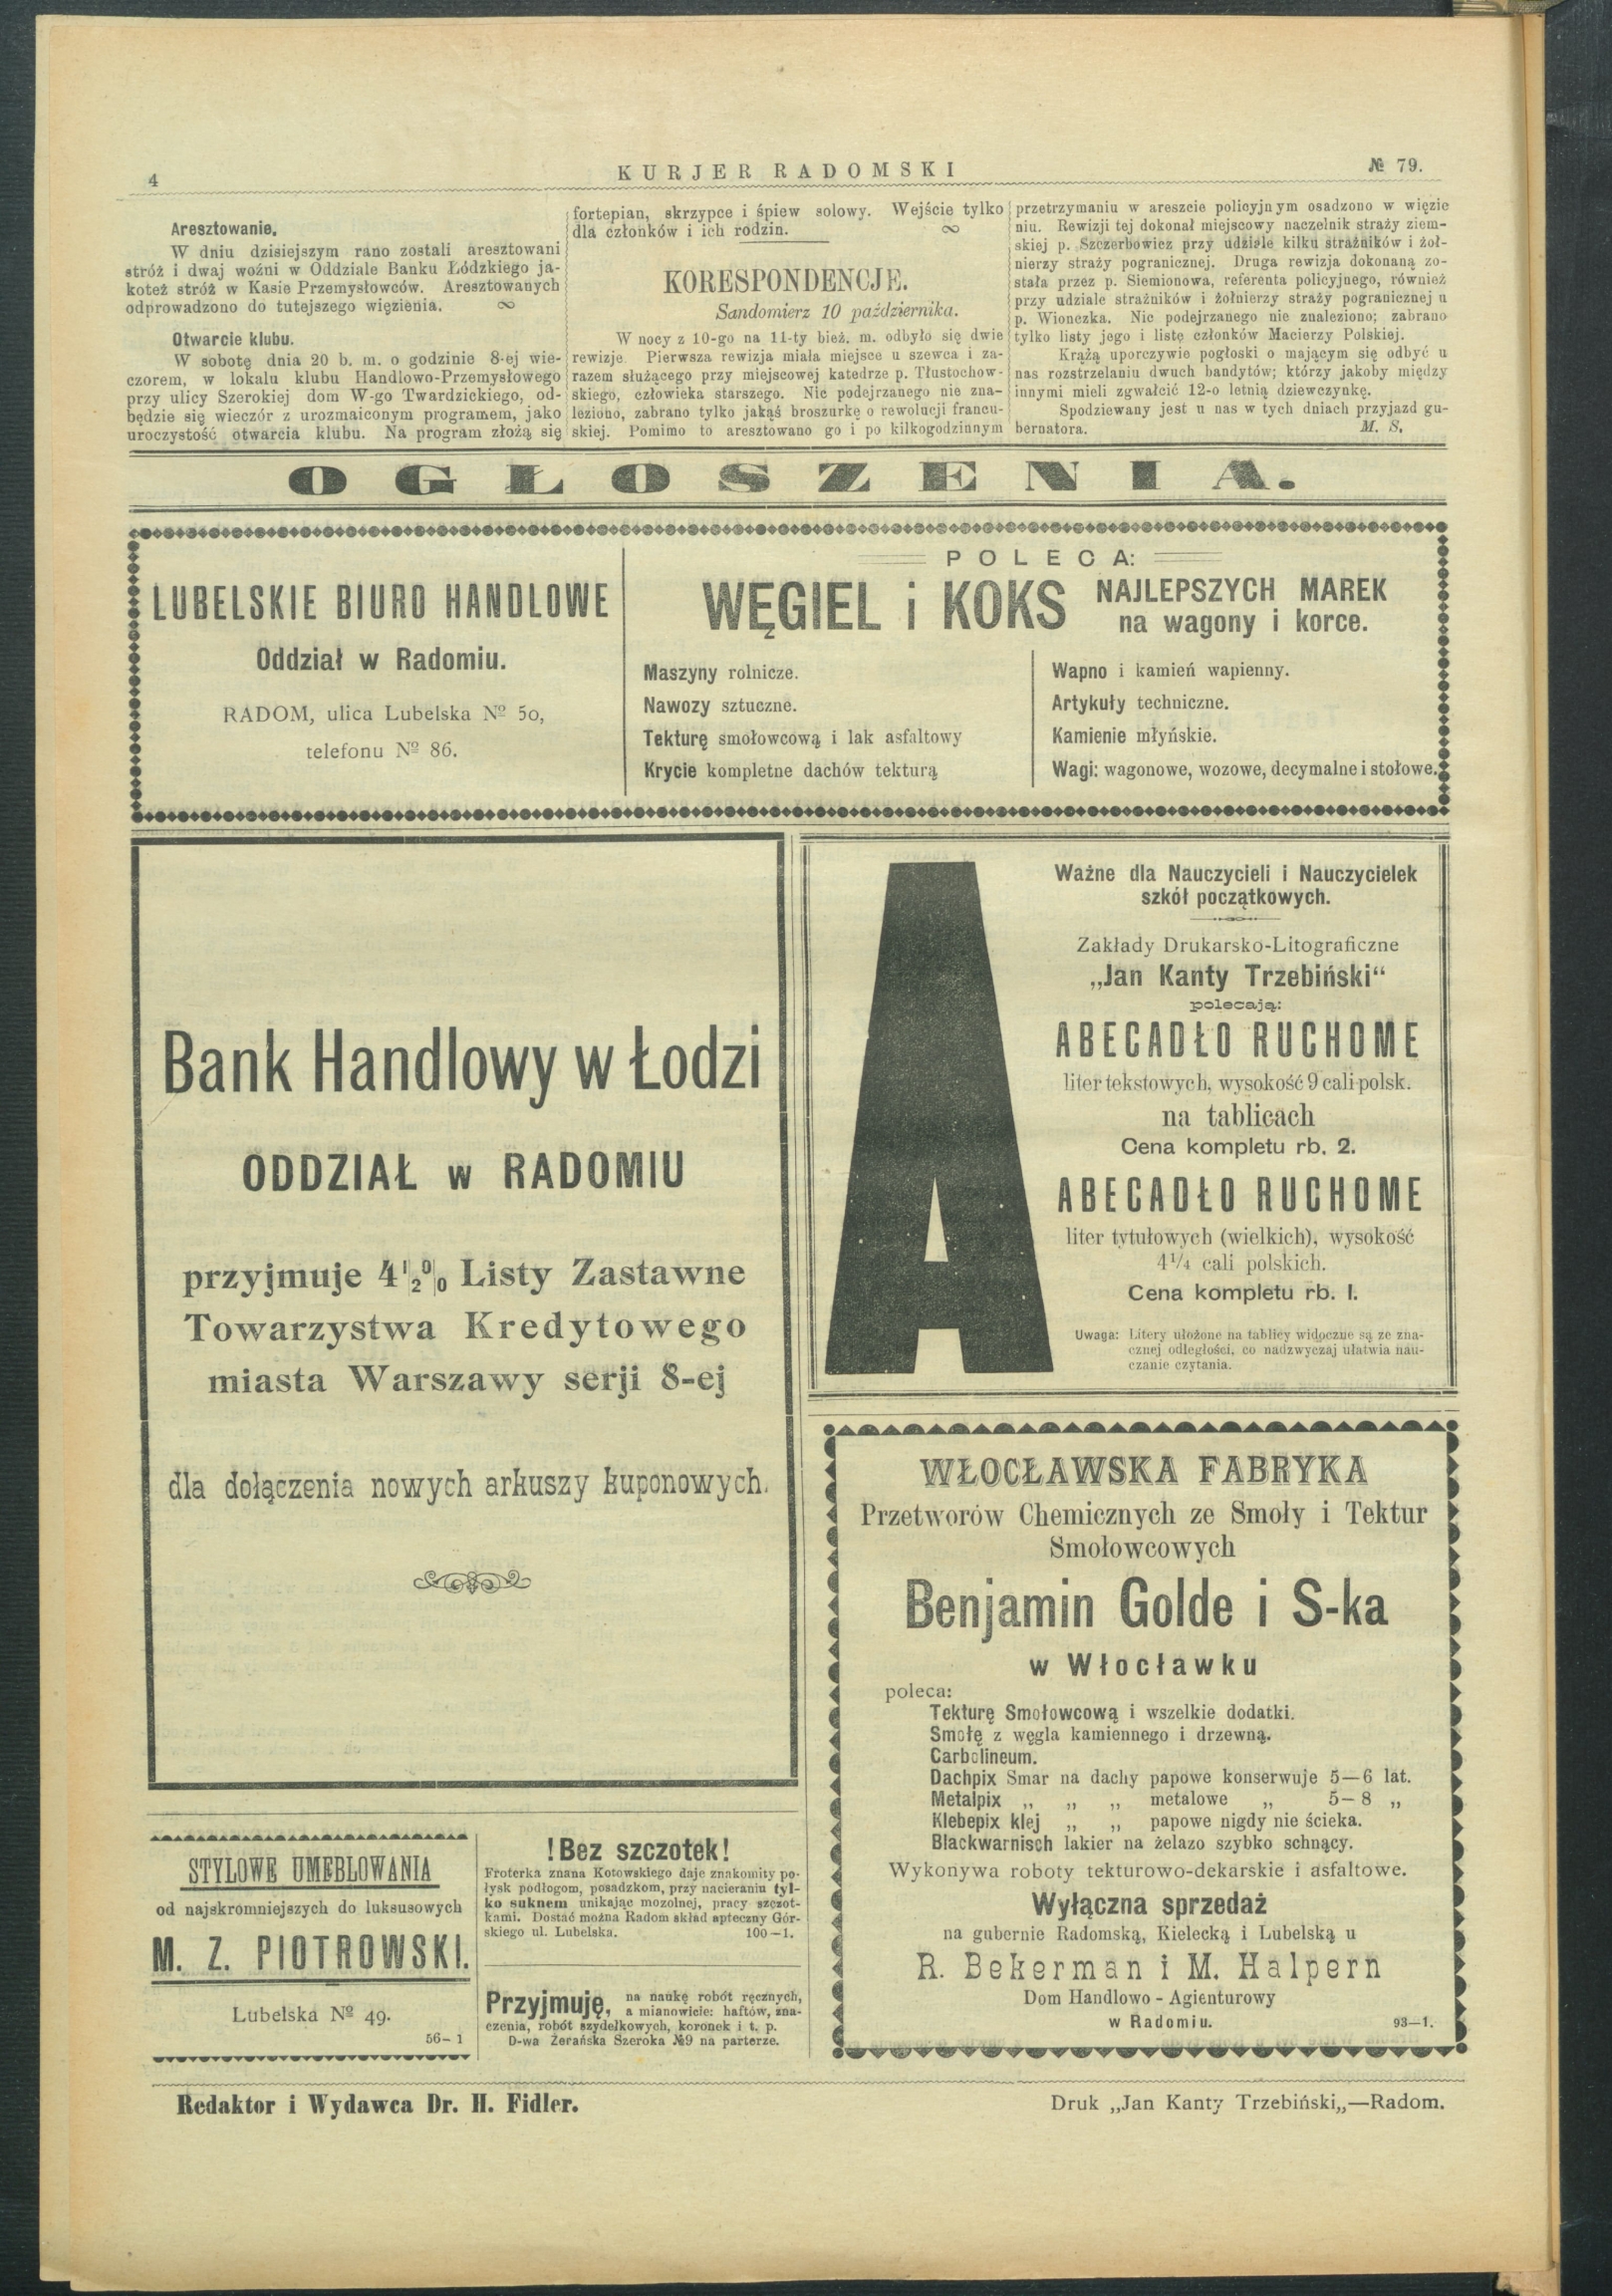 4
KURJER RADOMSKI
№ 79.
Aresztowanie.
W dniu dzisiejszym rano zostali aresztowani
stróż i dwaj woźni w Oddziale Banku Łódzkiego ja-
koteż stróż w Kasie Przemysłowców. Aresztowanych
odprowadzono do tutejszego więzienia. ∞
Otwarcie klubu.
W sobotę dnia 20 b. m. o godzinie 8-ej wie-
czorem, w lokalu klubu Handlowo-Przemysłowego
przy ulicy Szerokiej dom W-go Twardzickiego, od-
będzie się wieczór z urozmaiconym programem, jako
uroczystość otwarcia klubu. Na program złożą się
fortepian, skrzypce i śpiew solowy. Wejście tylko
dla członków i ich rodzin. ∞
KORESPONDENCJE.
Sandomierz 10 października.
W nocy z 10-go na 11-ty bież. m. odbyło się dwie
rewizje. Pierwsza rewizja miała miejsce u szewca i za-
razem służącego przy miejscowej katedrze p. Tłustochow-
skiego, człowieka starszego. Nic podejrzanego nie zna-
leziono, zabrano tylko jakąś broszurkę o rewolucji francu-
skiej. Pomimo to aresztowano go i po kilkogodzinnym
przetrzymaniu w areszcie policyjnym osadzono w więzie
niu. Rewizji tej dokonał miejscowy naczelnik straży ziem-
skiej p. Szczerbowicz przy udziale kilku strażników i żoł-
nierzy straży pogranicznej. Druga rewizja dokonaną zo-
stała przez p. Siemionowa, referenta policyjnego, również
przy udziale strażników i żołnierzy straży pogranicznej u
p. Wionczka. Nic podejrzanego nie znaleziono; zabrano
tylko listy jego i listę członków Macierzy Polskiej.
Krążą uporczywie pogłoski o mającym się odbyć u
nas rozstrzelaniu dwuch bandytów; którzy jakoby między
innymi mieli zgwałcić 12-o letnią dziewczynkę.
Spodziewany jest u nas w tych dniach przyjazd gu-
bernatora. M. S.
OGŁOSZENIA.
LUBELSKIE BIURO HANDLOWE
Oddział w Radomiu.
RADOM, ulica Lubelska Nº 50,
telefonu Nº 86.
POLECA:
WĘGIEL i KOKS NAJLEPSZYCH MAREK
na wagony i korce.
Maszyny rolnicze.
Nawozy sztuczne.
Tekturę smołowcową i lak asfaltowy
Krycie kompletne dachów tekturą
Wapno i kamień wapienny.
Artykuły techniczne.
Kamienie młyńskie.
Wagi: wagonowe, wozowe, decymalne i stołowe.
Bank Handlowy w Łodzi
ODDZIAŁ w RADOMIU
przyjmuje 4½% Listy Zastawne
Towarzystwa Kredytowego
miasta Warszawy serji 8-ej
dla dołączenia nowych arkuszy kuponowych.
A
Ważne dla Nauczycieli i Nauczycielek
szkół początkowych.
Zakłady Drukarsko-Litograficzne
„Jan Kanty Trzebiński“
polecają:
ABECADŁO RUCHOME
liter tekstowych, wysokość 9 cali polsk.
na tablicach
Cena kompletu rb. 2.
ABECADŁO RUCHOME
liter tytułowych (wielkich), wysokość
4¼ cali polskich.
Cena kompletu rb. I.
Uwaga: Litery ułożone na tablicy widoczne są ze zna-
cznej odległości, co nadzwyczaj ułatwia nau-
czanie czytania.
WŁOCŁAWSKA FABRYKA
Przetworów Chemicznych ze Smoły i Tektur
Smołowcowych
Benjamin Golde i S-ka
w Włocławku
poleca:
Tekturę Smołowcową i wszelkie dodatki.
Smołę z węgla kamiennego i drzewną.
Carbolineum.
Dachpix Smar na dachy papowe konserwuje 5—6 lat.
Metalpix „ „ „ metalowe „ 5—8 „
Klebepix klej „ „ papowe nigdy nie ścieka.
Blackwarnisch lakier na żelazo szybko schnący.
Wykonywa roboty tekturowo-dekarskie i asfaltowe.
Wyłączna sprzedaż
na gubernie Radomską, Kielecką i Lubelską u
R. Bekerman i M. Halpern
Dom Handlowo - Agienturowy
w Radomiu. 93—1.
STYLOWE UMEBLOWANIA
od najskromniejszych do luksusowych
M. Z. PIOTROWSKI.
Lubelska Nº 49.
56—1
!Bez szczotek!
Froterka znana Kotowskiego daje znakomity po-
łysk podłogom, posadzkom, przy nacieraniu tyl-
ko suknem unikając mozolnej, pracy szczot-
kami. Dostać można Radom skład apteczny Gór-
skiego ul. Lubelska. 100—1.
Przyjmuję, na naukę robót ręcznych,
a mianowicie: haftów, zna-
czenia, robót szydełkowych, koronek i t. p.
D-wa Żerańska Szeroka №9 na parterze.
Redaktor i Wydawca Dr. H. Fidler.
Druk „Jan Kanty Trzebiński„—Radom.